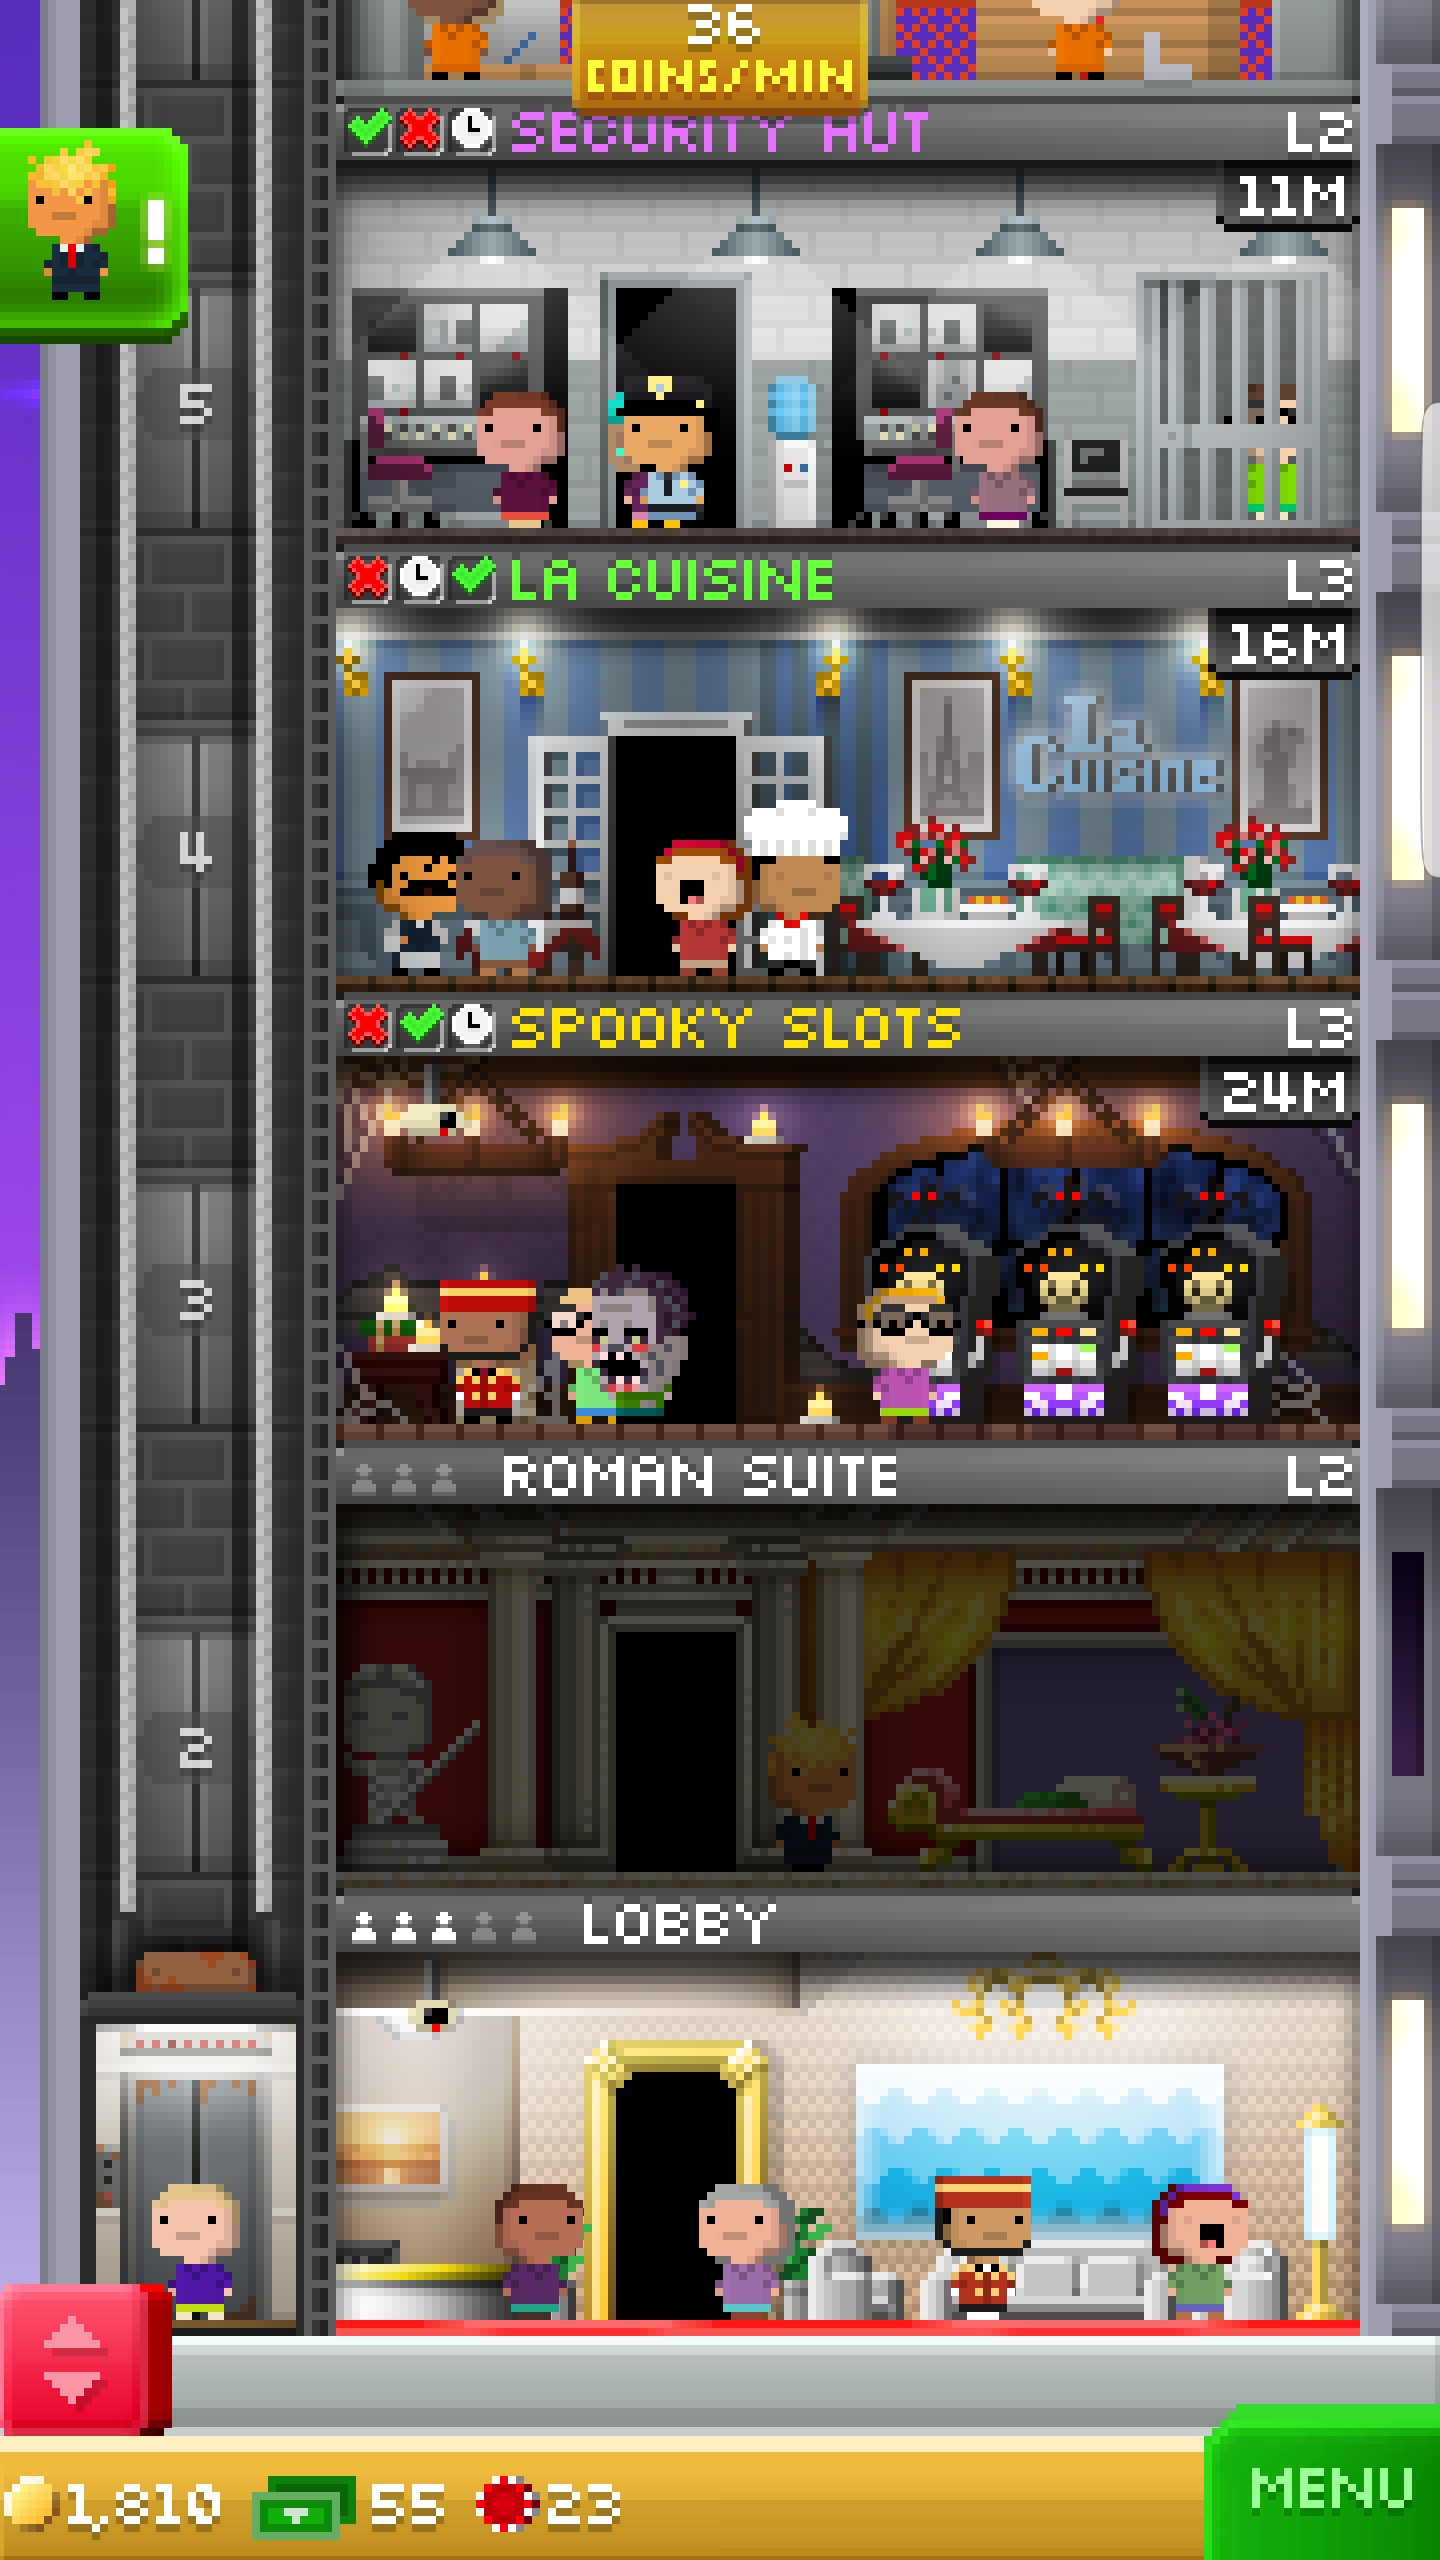 36
COINS/MIN
SECURITY HUT L2
11M
!
5
LA CUISINE L3
16M
La
Cuisine
4
SPOOKY SLOTS L3
24M
3
ROMAN SUITE L2
2
LOBBY
1,810 55 23
MENU